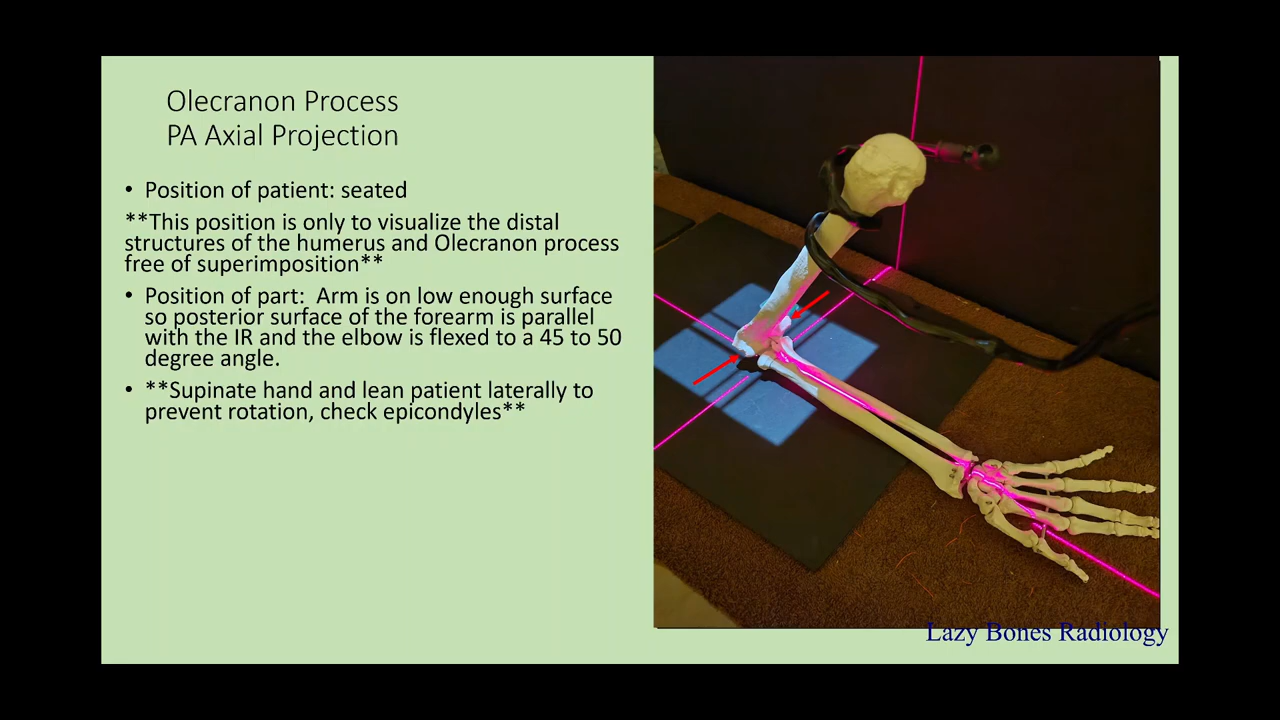 Olecranon Process
PA Axial Projection
• Position of patient: seated
**This position is only to visualize the distal
structures of the humerus and Olecranon process
free of superimposition**
• Position of part:  Arm is on low enough surface
so posterior surface of the forearm is parallel
with the IR and the elbow is flexed to a 45 to 50
degree angle.
• **Supinate hand and lean patient laterally to
prevent rotation, check epicondyles**
Lazy Bones Radiology